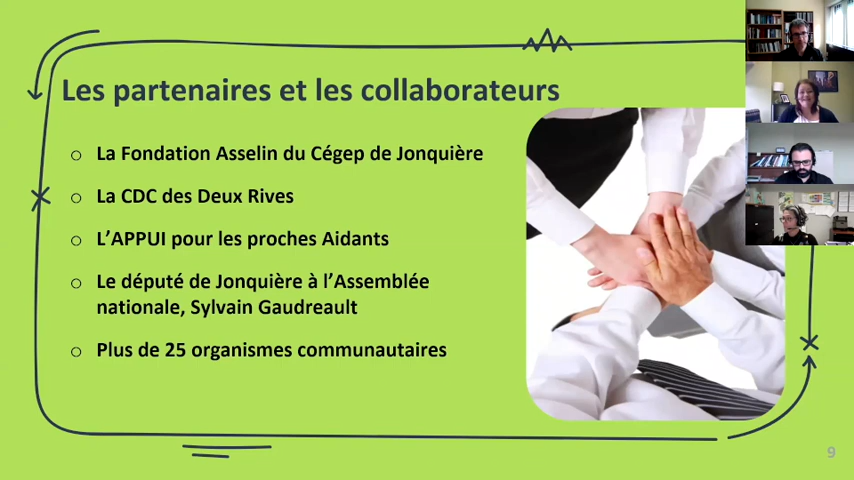 Les partenaires et les collaborateurs
La Fondation Asselin du Cégep de Jonquière
La CDC des Deux Rives
L'APPUI pour les proches Aidants
Le député de Jonquière à l'Assemblée
nationale, Sylvain Gaudreault
Plus de 25 organismes communautaires
9